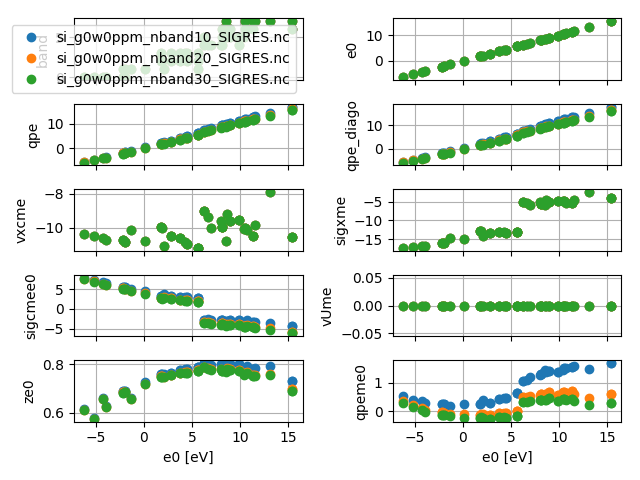 band
si_g0w0ppm_nband10_SIGRES.nc
si_g0w0ppm_nband20_SIGRES.nc
si_g0w0ppm_nband30_SIGRES.nc
e0
10
0
qpe
10
0
qpe_diago
10
0
vxcme
−8
−10
sigxme
−5
−10
−15
sigcmee0
5
0
−5
vUme
0.05
0.00
−0.05
ze0
0.8
0.6
−5
0
5
10
15
e0 [eV]
qpeme0
1
0
−5
0
5
10
15
e0 [eV]